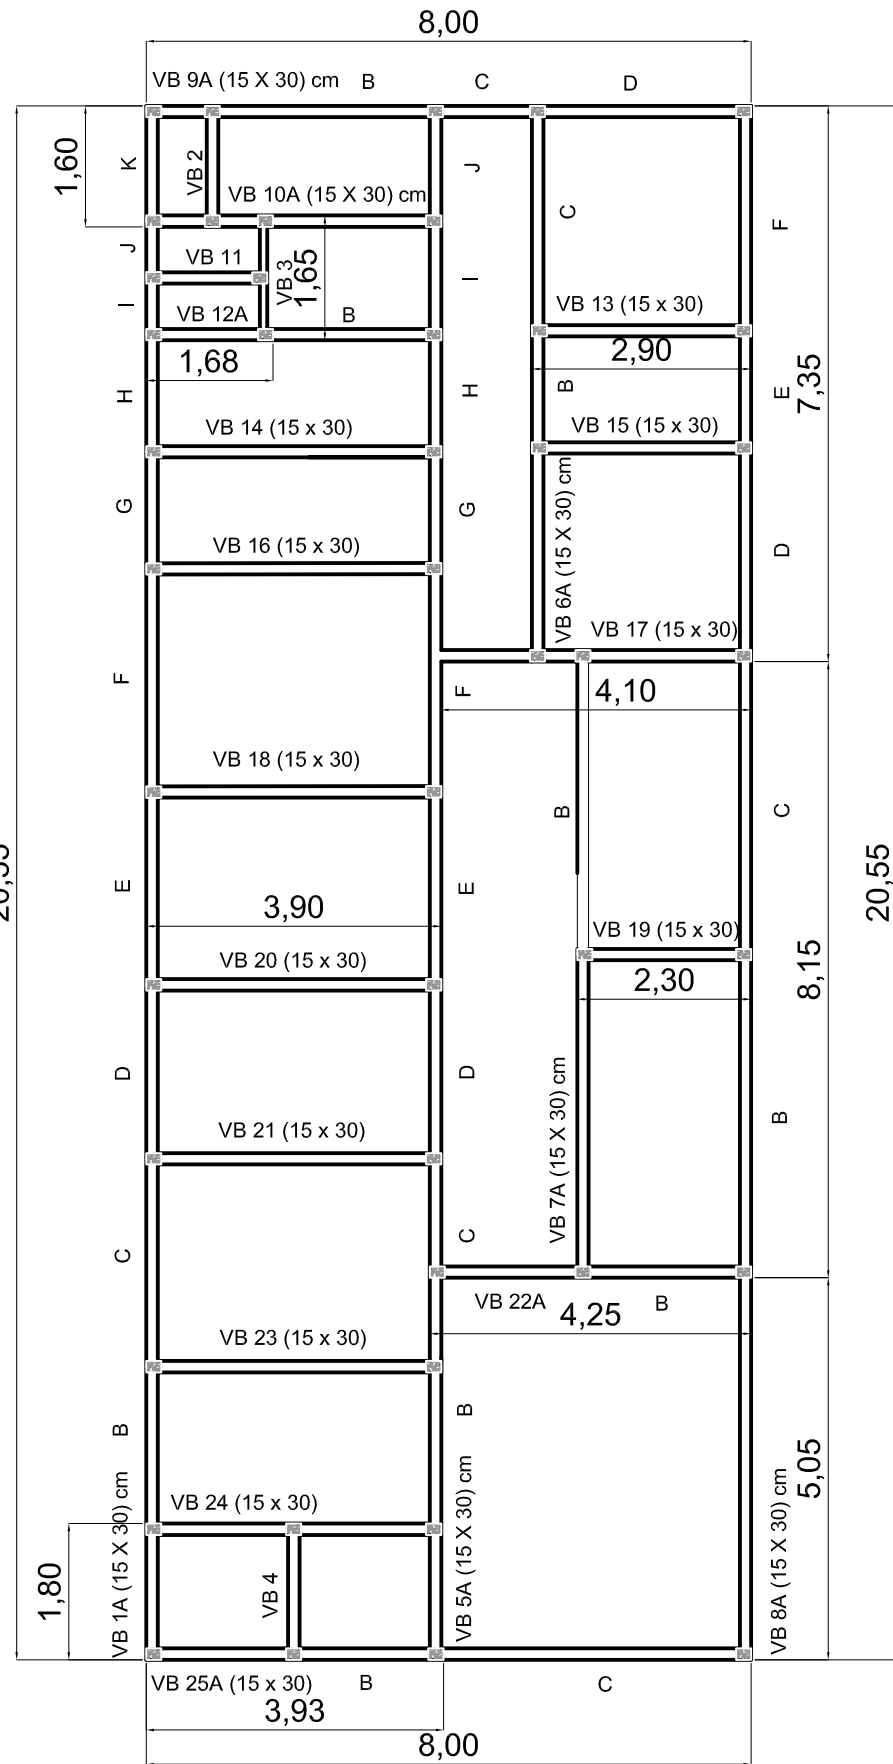 8,00
VB 9A (15 X 30) cm B C D
K
VB 2
1,60
VB 10A (15 X 30) cm
J
C
F
J
VB 11
VB 3
1,65
I
I
VB 12A
B
VB 13 (15 x 30)
1,68
2,90
H
H
B
E
7,35
VB 14 (15 x 30)
VB 15 (15 x 30)
G
G
VB 6A (15 X 30) cm
D
VB 16 (15 x 30)
VB 17 (15 x 30)
F
F
4,10
VB 18 (15 x 30)
B
C
E
3,90
E
20,55
20,55
VB 19 (15 x 30)
VB 20 (15 x 30)
2,30
8,15
D
D
VB 7A (15 X 30) cm
B
VB 21 (15 x 30)
C
C
VB 22A B
4,25
VB 23 (15 x 30)
B
B
VB 24 (15 x 30)
5,05
1,80
VB 1A (15 X 30) cm
VB 4
VB 5A (15 X 30) cm
VB 8A (15 X 30) cm
VB 25A (15 x 30) B C
3,93
8,00